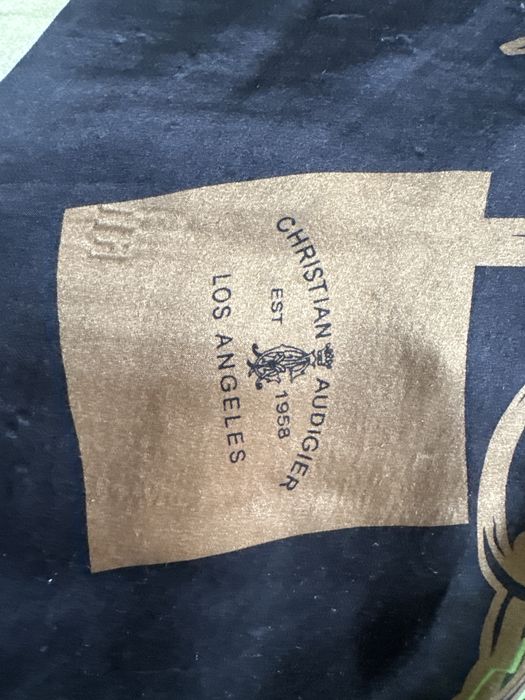 CHRISTIAN AUDIGIER
EST 1958
LOS ANGELES